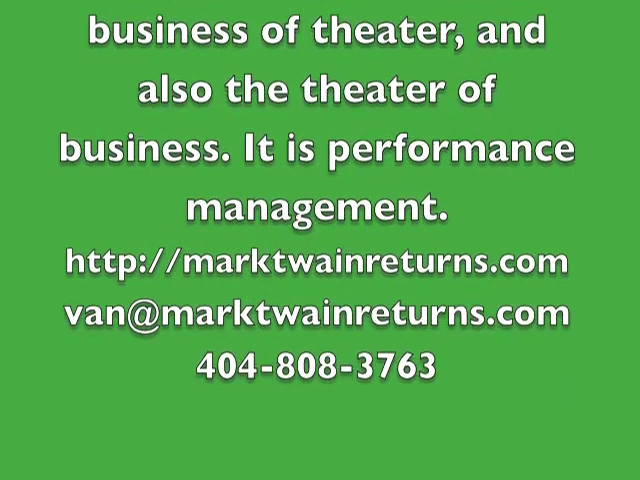 business of theater, and
also the theater of
business. It is performance
management.
http://marktwainreturns.com
van@marktwainreturns.com
404-808-3763